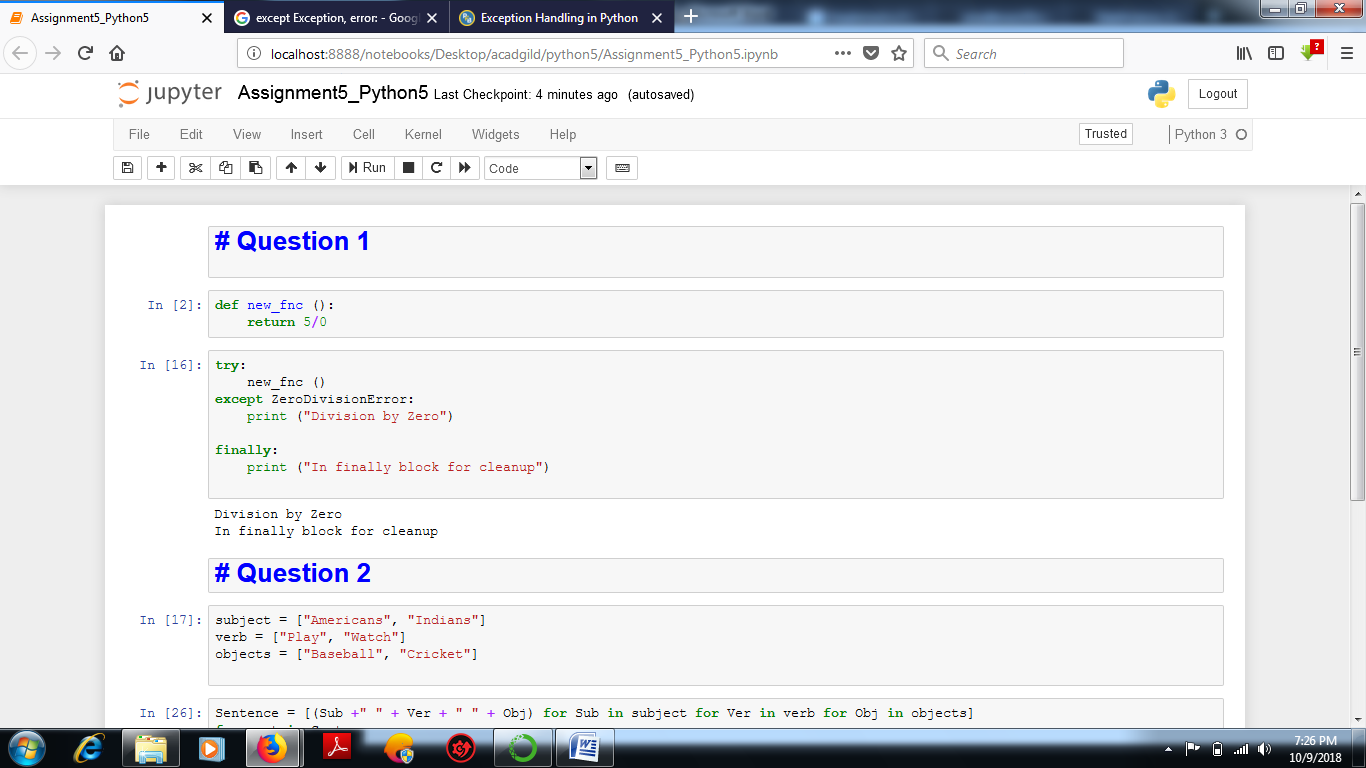 Assignment5_Python5
except Exception, error: - Googl
Exception Handling in Python
localhost:8888/notebooks/Desktop/acadgild/python5/Assignment5_Python5.ipynb
Search
?
jupyter Assignment5_Python5 Last Checkpoint: 4 minutes ago (autosaved)
Logout
File Edit View Insert Cell Kernel Widgets Help
Trusted
Python 3
Run
Code
# Question 1
In [2]: def new_fnc ():
return 5/0
In [16]: try:
new_fnc ()
except ZeroDivisionError:
print ("Division by Zero")
finally:
print ("In finally block for cleanup")
Division by Zero
In finally block for cleanup
# Question 2
In [17]: subject = ["Americans", "Indians"]
verb = ["Play", "Watch"]
objects = ["Baseball", "Cricket"]
In [26]: Sentence = [(Sub +" " + Ver + " " + Obj) for Sub in subject for Ver in verb for Obj in objects]
7:26 PM
10/9/2018